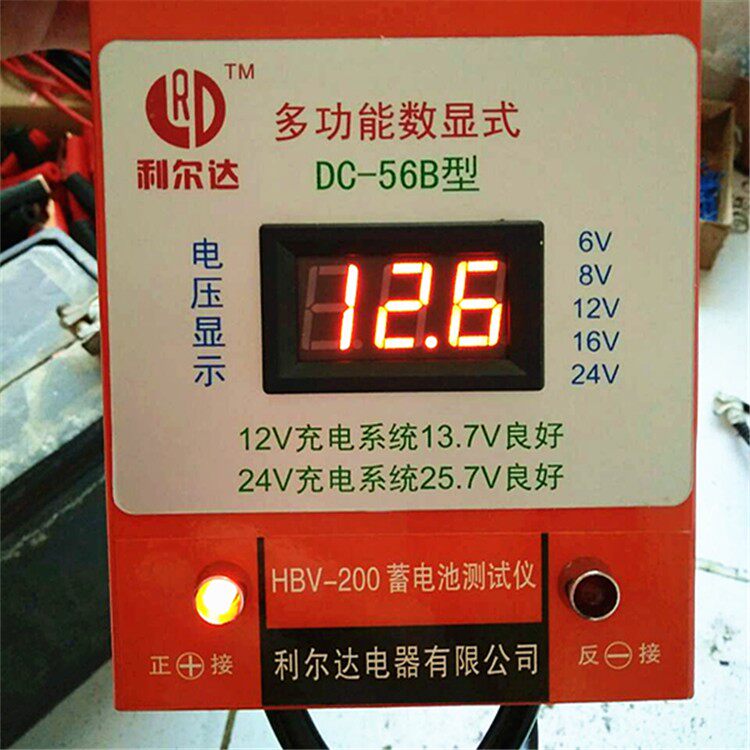 LRD TM
利尔达
多功能数显式
DC-56B型
电压显示
12.6
6V
8V
12V
16V
24V
12V充电系统13.7V良好
24V充电系统25.7V良好
HBV-200 蓄电池测试仪
正⊕接
利尔达电器有限公司
反⊖接